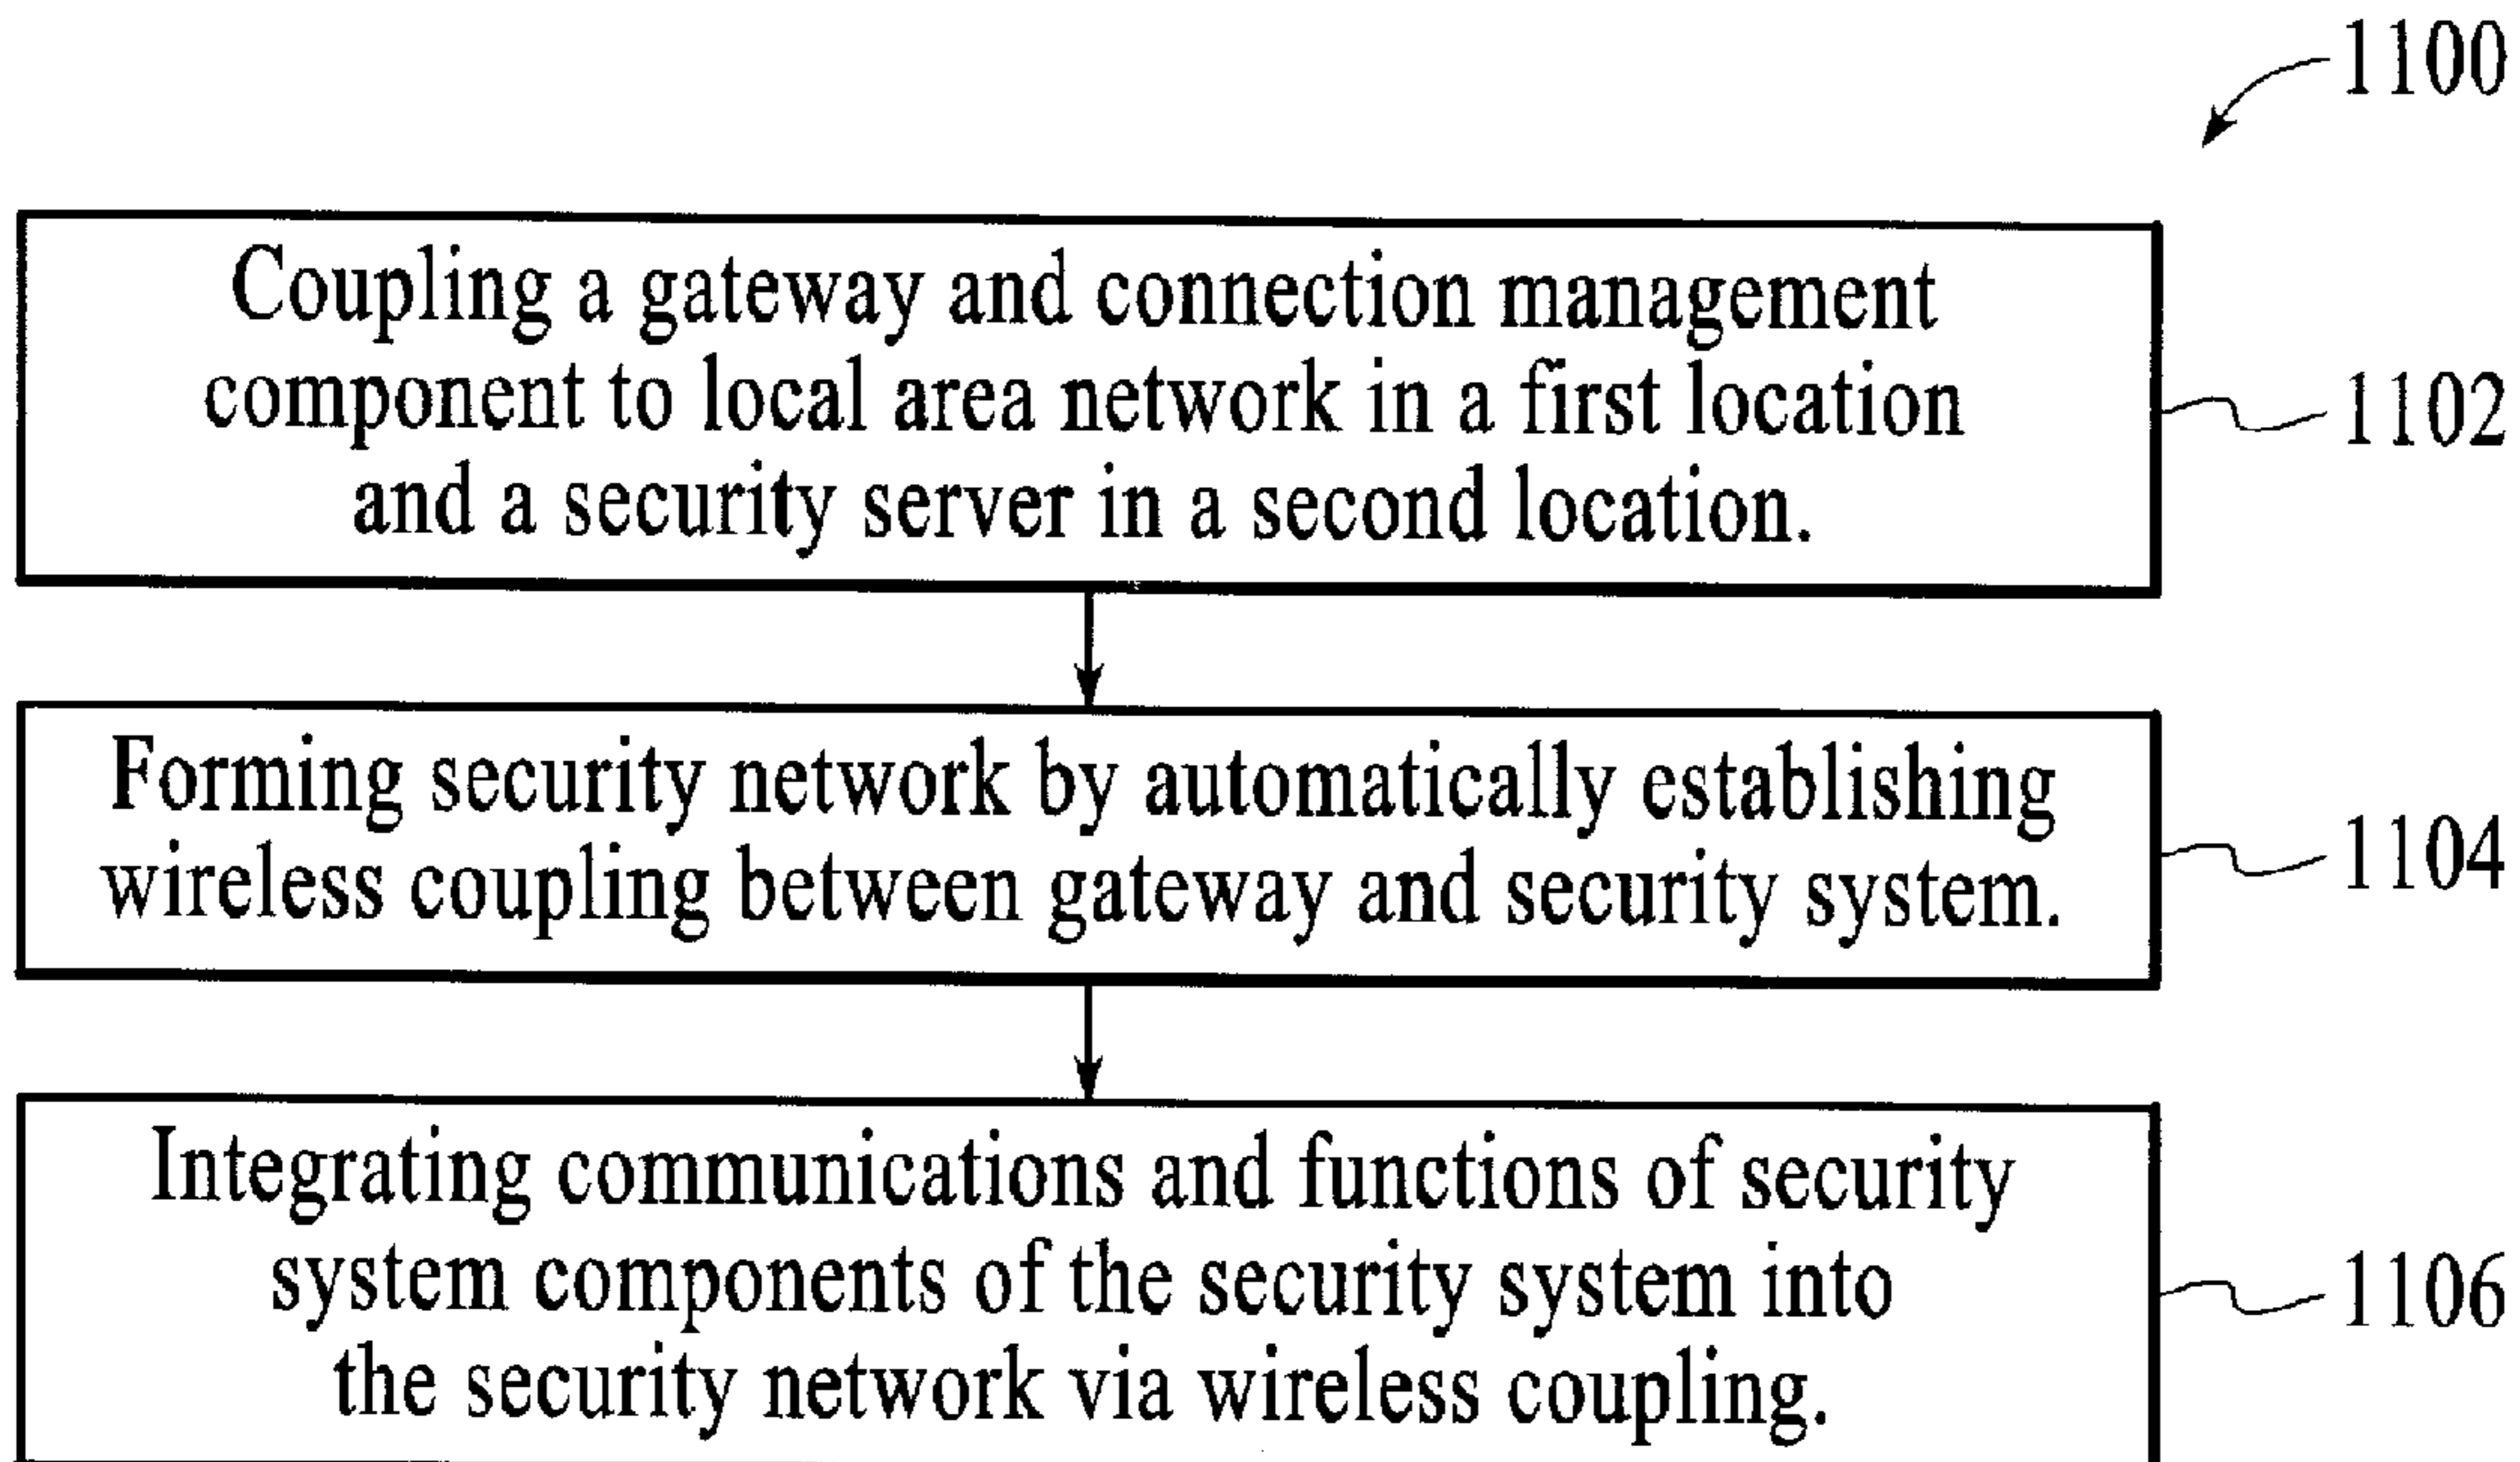 1100
Coupling a gateway and connection management
component to local area network in a first location
and a security server in a second location.
1102
Forming security network by automatically establishing
wireless coupling between gateway and security system.
1104
Integrating communications and functions of security
system components of the security system into
the security network via wireless coupling.
1106